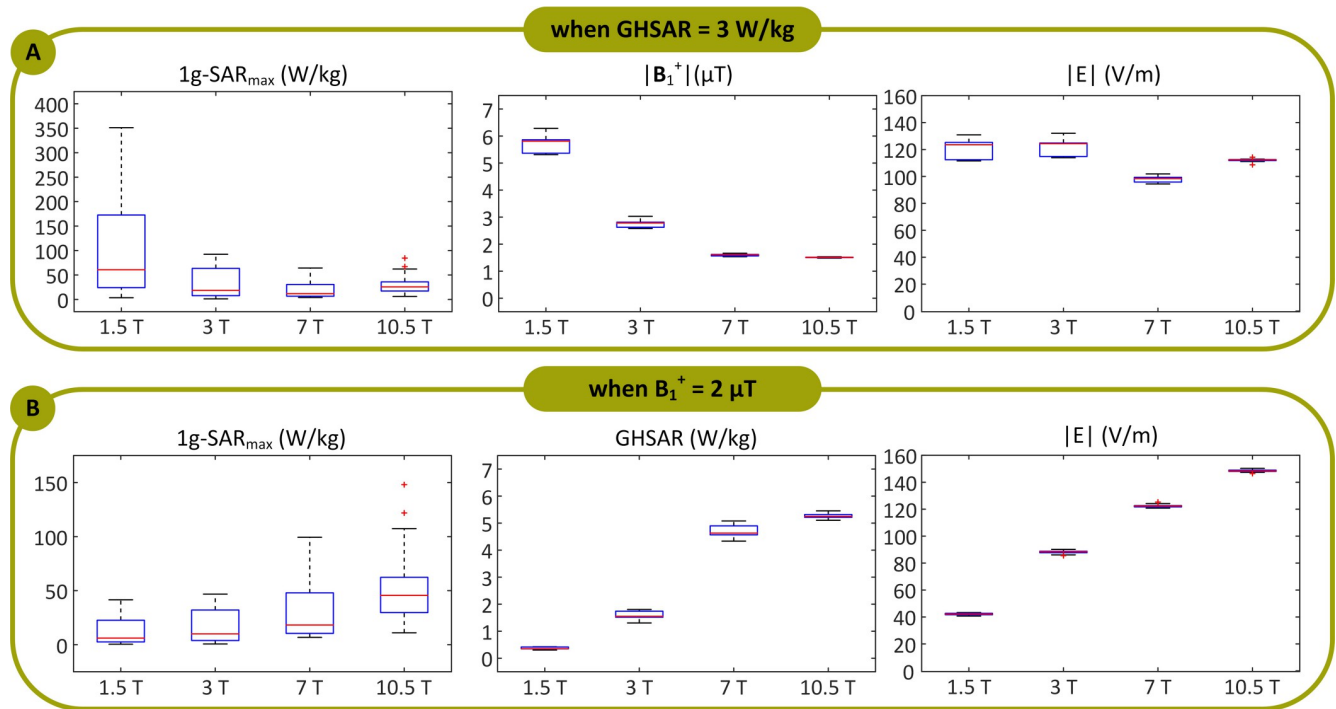 A
when GHSAR = 3 W/kg
1g-SARmax (W/kg)
400
350
300
250
200
150
100
50
0
1.5 T 3 T 7 T 10.5 T
|B1+|(µT)
7
6
5
4
3
2
1
0
1.5 T 3 T 7 T 10.5 T
|E| (V/m)
160
140
120
100
80
60
40
20
0
1.5 T 3 T 7 T 10.5 T
B
when B1+ = 2 µT
1g-SARmax (W/kg)
150
100
50
0
1.5 T 3 T 7 T 10.5 T
GHSAR (W/kg)
7
6
5
4
3
2
1
0
1.5 T 3 T 7 T 10.5 T
|E| (V/m)
160
140
120
100
80
60
40
20
0
1.5 T 3 T 7 T 10.5 T